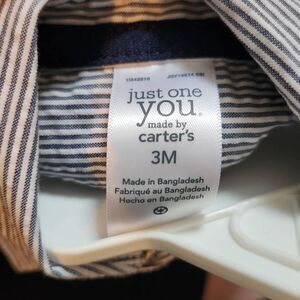 just one
you®
made by
carter's
3M
Made in Bangladesh
Fabriqué au Bangladesh
Hecho en Bangladesh